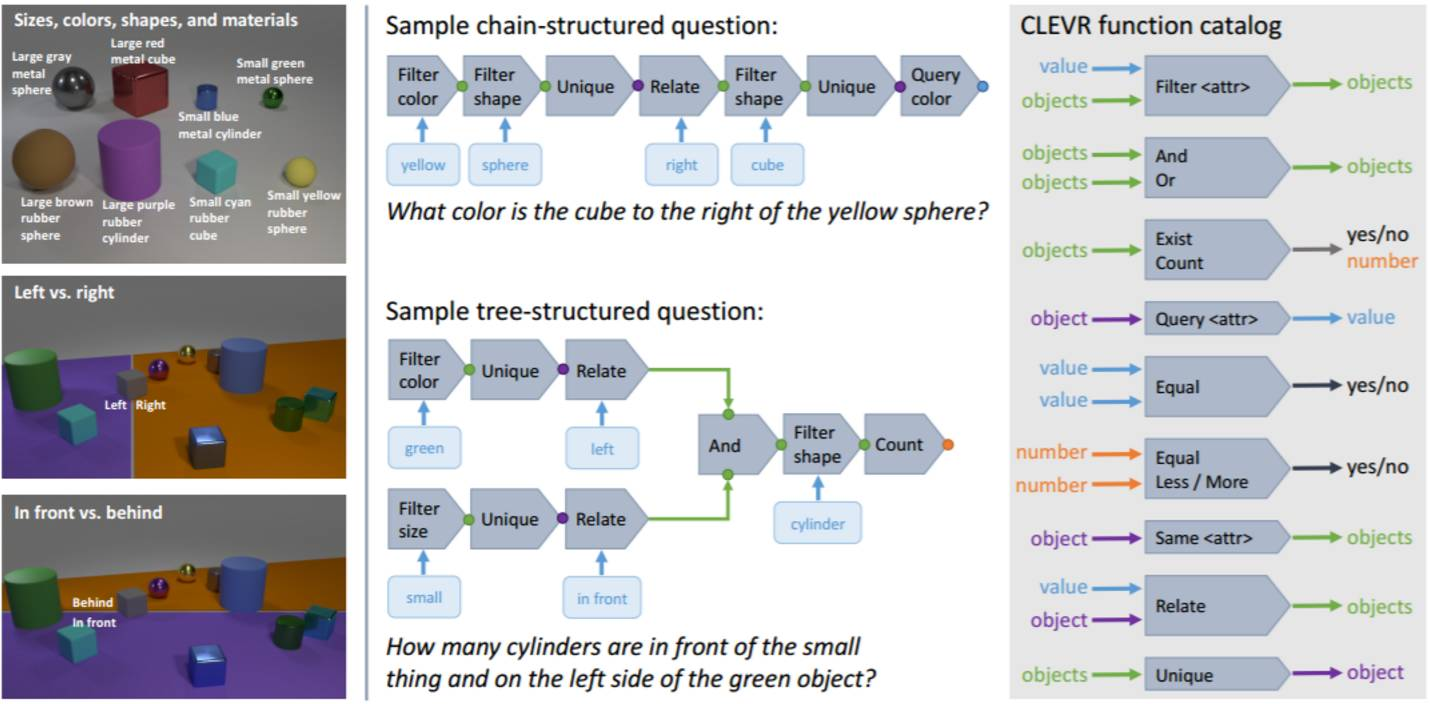 Sizes, colors, shapes, and materials
Large gray
metal
sphere
Large red
metal cube
Small green
metal sphere
Small blue
metal cylinder
Large brown
rubber
sphere
Large purple
rubber
cylinder
Small cyan
rubber
cube
Small yellow
rubber
sphere
Left vs. right
Left Right
In front vs. behind
Behind
In front
Sample chain-structured question:
Filter
color
Filter
shape
Unique
Relate
Filter
shape
Unique
Query
color
yellow
sphere
right
cube
What color is the cube to the right of the yellow sphere?
Sample tree-structured question:
Filter
color
Unique
Relate
green
left
And
Filter
shape
Count
cylinder
Filter
size
Unique
Relate
small
in front
How many cylinders are in front of the small
thing and on the left side of the green object?
CLEVR function catalog
value
objects
Filter <attr>
objects
objects
objects
And
Or
objects
objects
Exist
Count
yes/no
number
object
Query <attr>
value
value
value
Equal
yes/no
number
number
Equal
Less / More
yes/no
object
Same <attr>
objects
value
object
Relate
objects
objects
Unique
object